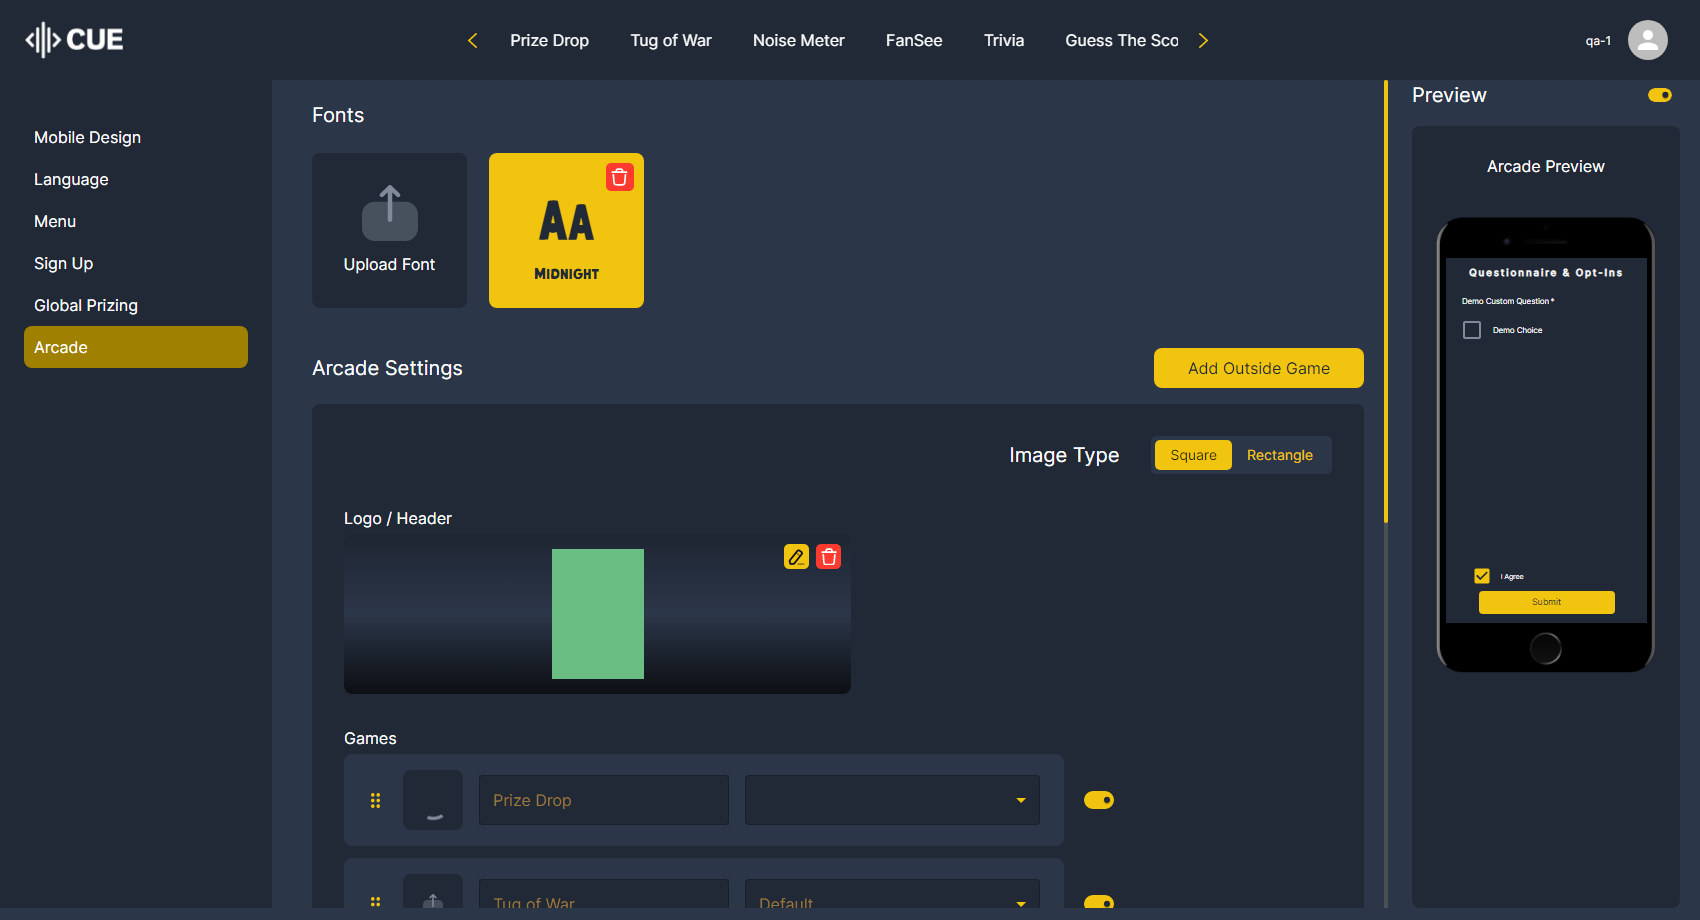 CUE
Prize Drop
Tug of War
Noise Meter
FanSee
Trivia
Guess The Sco
qa-1
Mobile Design
Language
Menu
Sign Up
Global Prizing
Arcade
Fonts
Upload Font
AA
MIDNIGHT
Arcade Settings
Add Outside Game
Image Type
Square
Rectangle
Logo / Header
Games
Prize Drop
Tug of War
Default
Preview
Arcade Preview
Questionnaire & Opt-Ins
Demo Custom Question *
Demo Choice
I Agree
Submit